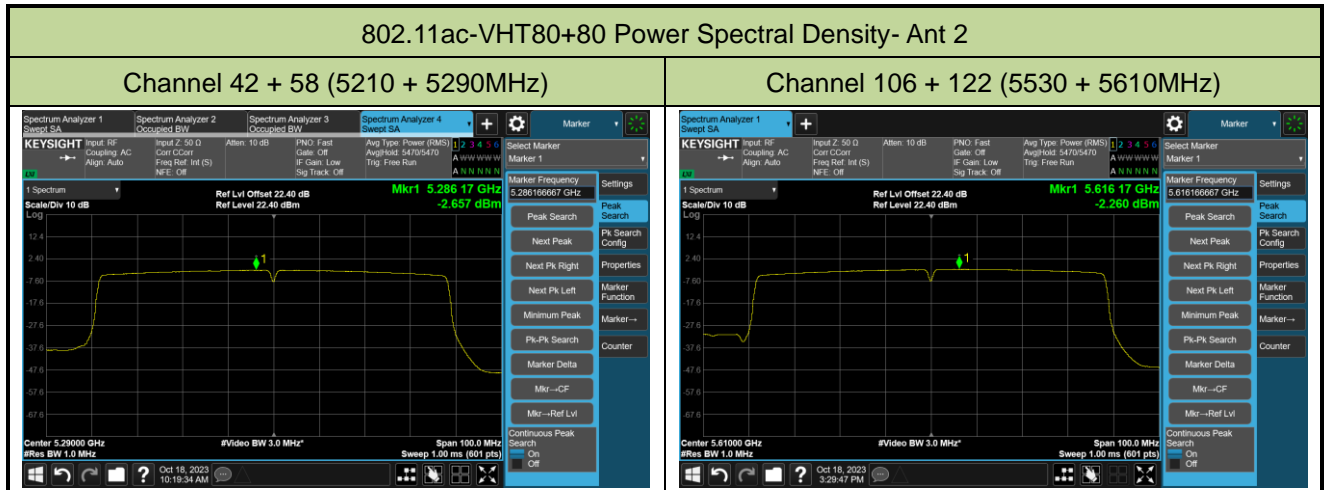 802.11ac-VHT80+80 Power Spectral Density- Ant 2
Channel 42 + 58 (5210 + 5290MHz)
Spectrum Analyzer 1
Swept SA
Spectrum Analyzer 2
Occupied BW
Spectrum Analyzer 3
Occupied BW
Spectrum Analyzer 4
Swept SA
Marker
KEYSIGHT
Input: RF
Coupling: AC
Align: Auto
Input Z: 50 Ω
Corr CCorr
Freq Ref: Int (S)
NFE: Off
Atten: 10 dB
PNO: Fast
Gate: Off
IF Gain: Low
Sig Track: Off
Avg Type: Power (RMS)
Avg|Hold: 5470/5470
Trig: Free Run
1 2 3 4 5 6
A W W W W W
A N N N N N
1 Spectrum
Scale/Div 10 dB
Log
Ref Lvl Offset 22.40 dB
Ref Level 22.40 dBm
Mkr1 5.286 17 GHz
-2.657 dBm
12.4
2.40
-7.60
-17.6
-27.6
-37.6
-47.6
-57.6
-67.6
1
Center 5.29000 GHz
#Res BW 1.0 MHz
#Video BW 3.0 MHz*
Span 100.0 MHz
Sweep 1.00 ms (601 pts)
Select Marker
Marker 1
Marker Frequency
5.286166667 GHz
Peak Search
Next Peak
Next Pk Right
Next Pk Left
Minimum Peak
Pk-Pk Search
Marker Delta
Mkr→CF
Mkr→Ref Lvl
Continuous Peak
Search
On
Off
Settings
Peak
Search
Pk Search
Config
Properties
Marker
Function
Marker→
Counter
Oct 18, 2023
10:19:34 AM
Channel 106 + 122 (5530 + 5610MHz)
Spectrum Analyzer 1
Swept SA
Marker
KEYSIGHT
Input: RF
Coupling: AC
Align: Auto
Input Z: 50 Ω
Corr CCorr
Freq Ref: Int (S)
NFE: Off
Atten: 10 dB
PNO: Fast
Gate: Off
IF Gain: Low
Sig Track: Off
Avg Type: Power (RMS)
Avg|Hold: 5470/5470
Trig: Free Run
1 2 3 4 5 6
A W W W W W
A N N N N N
1 Spectrum
Scale/Div 10 dB
Log
Ref Lvl Offset 22.40 dB
Ref Level 22.40 dBm
Mkr1 5.616 17 GHz
-2.260 dBm
12.4
2.40
-7.60
-17.6
-27.6
-37.6
-47.6
-57.6
-67.6
1
Center 5.61000 GHz
#Res BW 1.0 MHz
#Video BW 3.0 MHz*
Span 100.0 MHz
Sweep 1.00 ms (601 pts)
Select Marker
Marker 1
Marker Frequency
5.616166667 GHz
Peak Search
Next Peak
Next Pk Right
Next Pk Left
Minimum Peak
Pk-Pk Search
Marker Delta
Mkr→CF
Mkr→Ref Lvl
Continuous Peak
Search
On
Off
Settings
Peak
Search
Pk Search
Config
Properties
Marker
Function
Marker→
Counter
Oct 18, 2023
3:29:47 PM